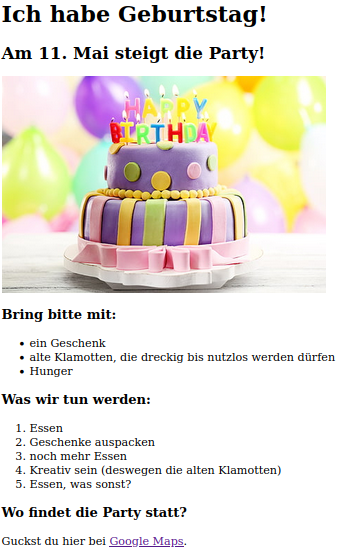 Ich habe Geburtstag!
Am 11. Mai steigt die Party!
HAPPY
BIRTHDAY
Bring bitte mit:
• ein Geschenk
• alte Klamotten, die dreckig bis nutzlos werden dürfen
• Hunger
Was wir tun werden:
1. Essen
2. Geschenke auspacken
3. noch mehr Essen
4. Kreativ sein (deswegen die alten Klamotten)
5. Essen, was sonst?
Wo findet die Party statt?
Guckst du hier bei Google Maps.